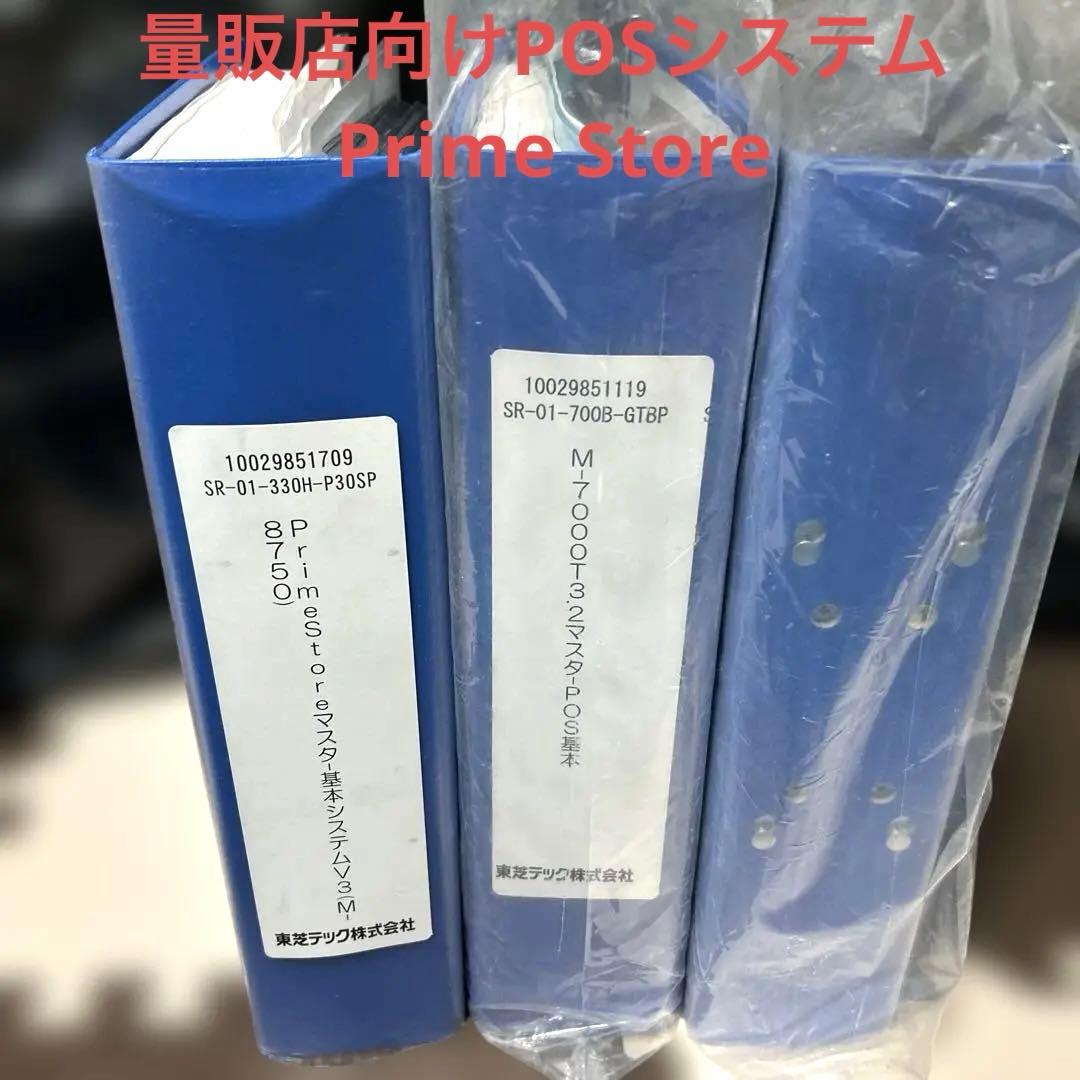 量販店向けPOSシステム
Prime Store
10029851709
SR-01-330H-P30SP
PrimeStoreマスター基本システムV3(M-
8750)
東芝テック株式会社
10029851119
SR-01-700B-GTBP
S
M-7000T3.2マスターPOS基本
東芝テック株式会社